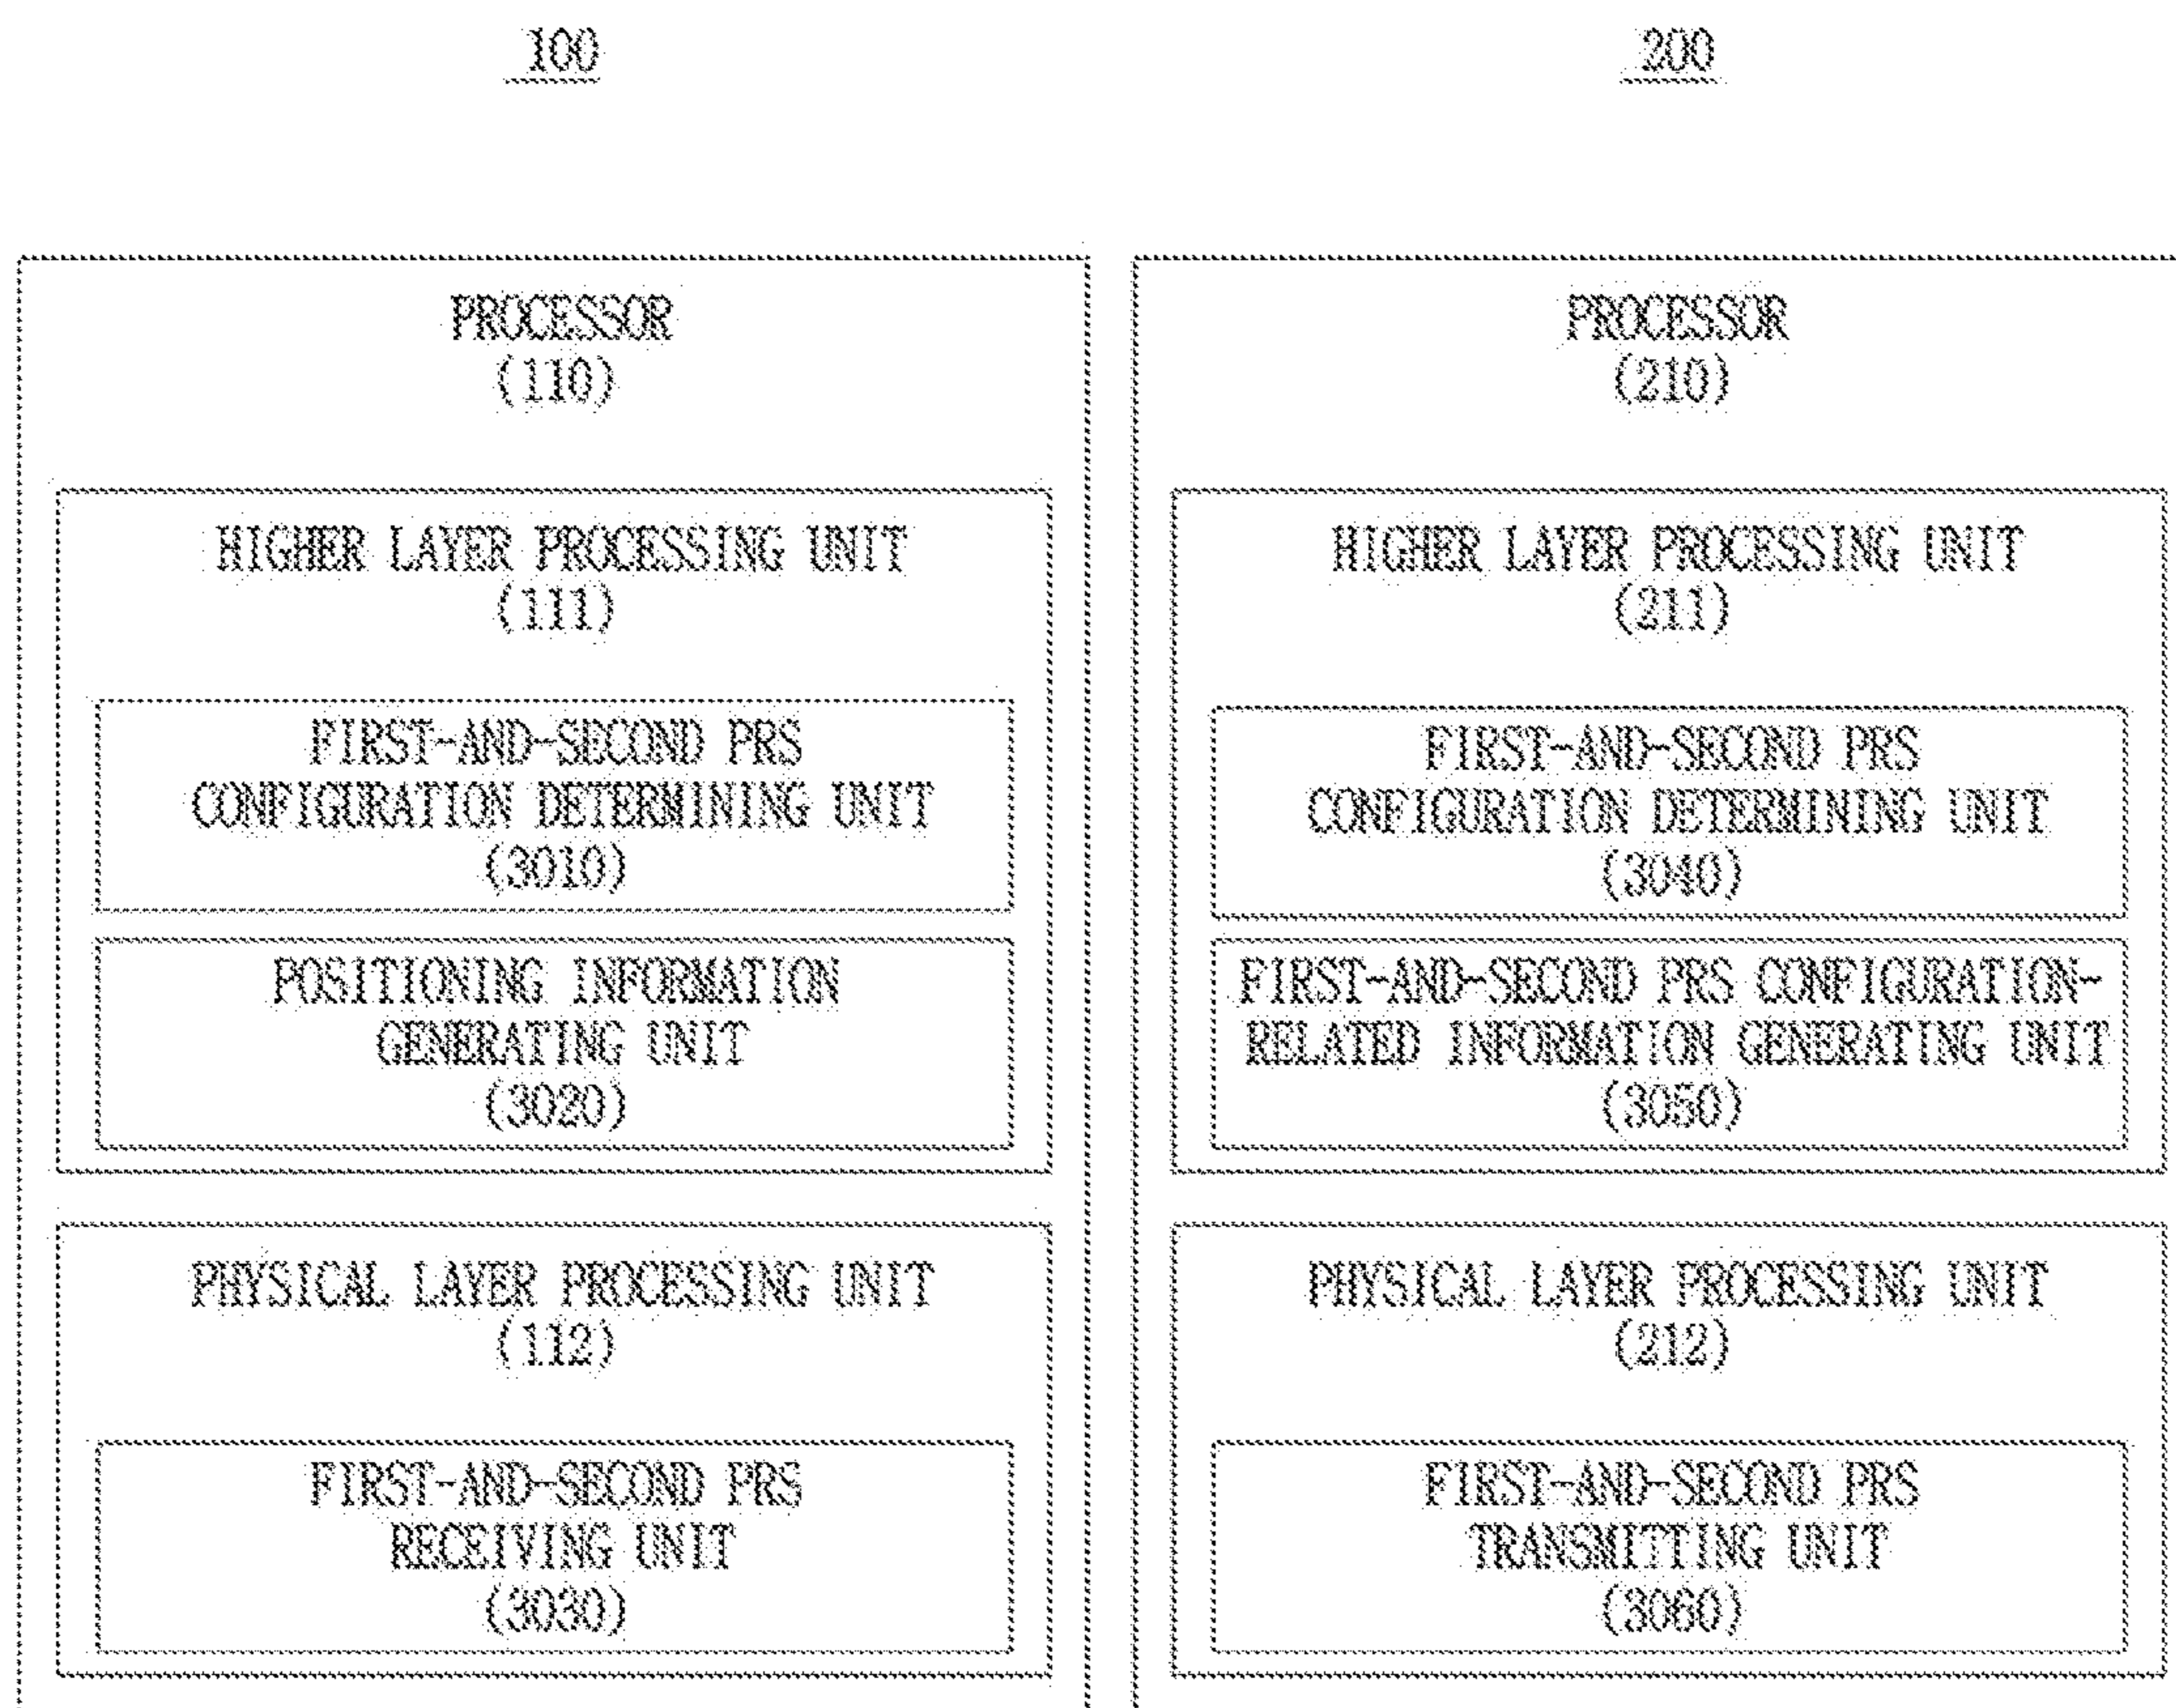 100
PROCESSOR
(110)
HIGHER LAYER PROCESSING UNIT
(111)
FIRST-AND-SECOND PRS
CONFIGURATION DETERMINING UNIT
(3010)
POSITIONING INFORMATION
GENERATING UNIT
(3020)
PHYSICAL LAYER PROCESSING UNIT
(112)
FIRST-AND-SECOND PRS
RECEIVING UNIT
(3030)
200
PROCESSOR
(210)
HIGHER LAYER PROCESSING UNIT
(211)
FIRST-AND-SECOND PRS
CONFIGURATION DETERMINING UNIT
(3040)
FIRST-AND-SECOND PRS CONFIGURATION-
RELATED INFORMATION GENERATING UNIT
(3050)
PHYSICAL LAYER PROCESSING UNIT
(212)
FIRST-AND-SECOND PRS
TRANSMITTING UNIT
(3060)